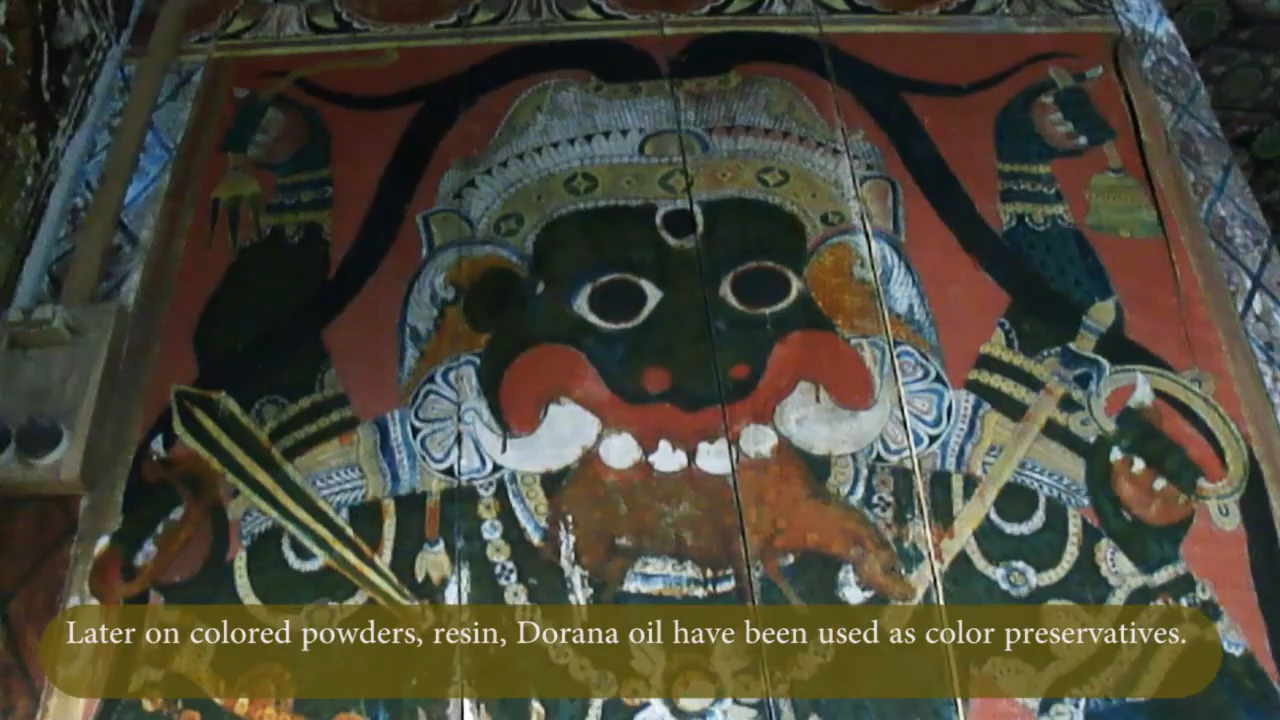 Later on colored powders, resin, Dorana oil have been used as color preservatives.